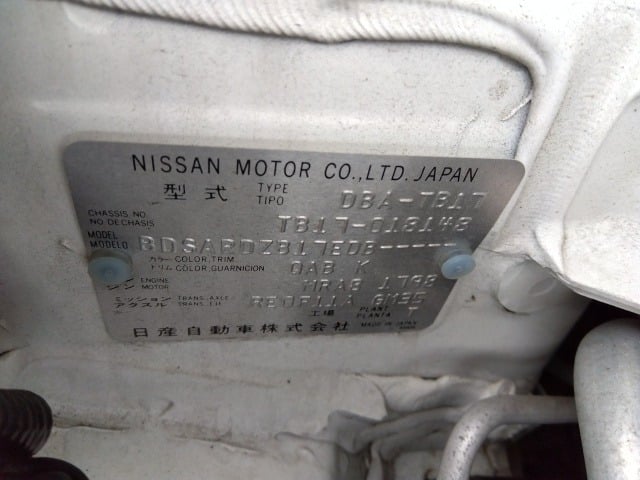 NISSAN MOTOR CO.,LTD. JAPAN
型式 TYPE TIPO DBA-TB17
CHASSIS NO. NO DE CHASIS TB17-018148
MODEL MODELO BDSARDZB17EDB-----
カラー トリム COLOR,TRIM COLOR,GUARNICION QAB K
エンジン ENGINE MOTOR MRA8 1798
ミッション アクスル TRANS. AXLE TRANS. EJE RE0F11A GM35
工場 PLANT PLANTA T
日産自動車株式会社 MADE IN JAPAN